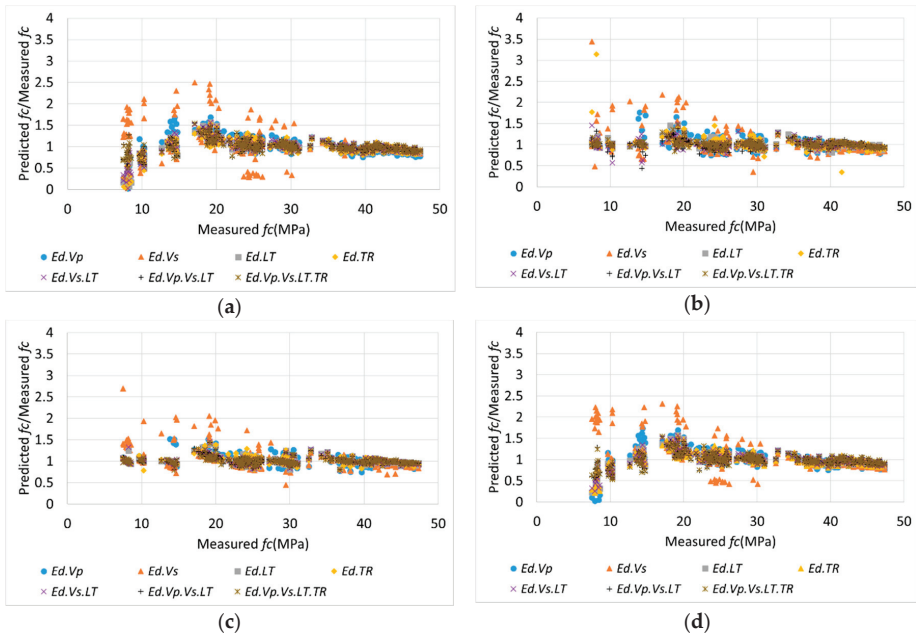 4
3.5
3
2.5
2
1.5
1
0.5
0
0 10 20 30 40 50
Predicted fc/Measured fc
Measured fc(MPa)
Ed.Vp Ed.Vs Ed.LT Ed.TR
Ed.Vs.LT Ed.Vp.Vs.LT Ed.Vp.Vs.LT.TR
(a)
4
3.5
3
2.5
2
1.5
1
0.5
0
0 10 20 30 40 50
Predicted fc/Measured fc
Measured fc(MPa)
Ed.Vp Ed.Vs Ed.LT Ed.TR
Ed.Vs.LT Ed.Vp.Vs.LT Ed.Vp.Vs.LT.TR
(b)
4
3.5
3
2.5
2
1.5
1
0.5
0
0 10 20 30 40 50
Predicted fc/Measured fc
Measured fc(MPa)
Ed.Vp Ed.Vs Ed.LT Ed.TR
Ed.Vs.LT Ed.Vp.Vs.LT Ed.Vp.Vs.LT.TR
(c)
4
3.5
3
2.5
2
1.5
1
0.5
0
0 10 20 30 40 50
Predicted fc/Measured fc
Measured fc(MPa)
Ed.Vp Ed.Vs Ed.LT Ed.TR
Ed.Vs.LT Ed.Vp.Vs.LT Ed.Vp.Vs.LT.TR
(d)